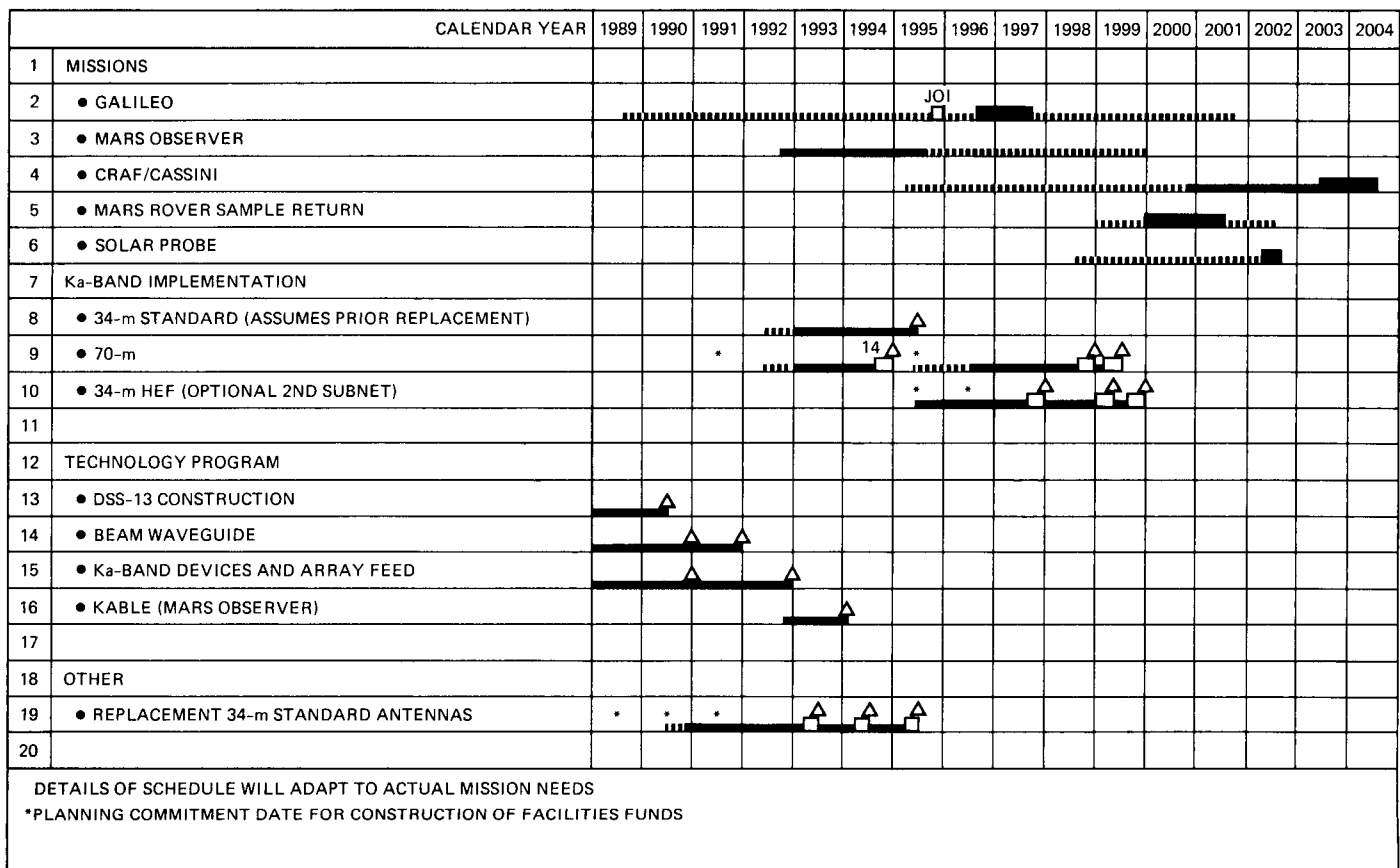 CALENDAR YEAR 1989 1990 1991 1992 1993 1994 1995 1996 1997 1998 1999 2000 2001 2002 2003 2004
1 MISSIONS
JOI
2 ● GALILEO
3 ● MARS OBSERVER
4 ● CRAF/CASSINI
5 ● MARS ROVER SAMPLE RETURN
6 ● SOLAR PROBE
7 Ka-BAND IMPLEMENTATION
8 ● 34-m STANDARD (ASSUMES PRIOR REPLACEMENT)
9 ● 70-m * 14 *
10 ● 34-m HEF (OPTIONAL 2ND SUBNET) * *
11
12 TECHNOLOGY PROGRAM
13 ● DSS-13 CONSTRUCTION
14 ● BEAM WAVEGUIDE
15 ● Ka-BAND DEVICES AND ARRAY FEED
16 ● KABLE (MARS OBSERVER)
17
18 OTHER
19 ● REPLACEMENT 34-m STANDARD ANTENNAS * * *
20
DETAILS OF SCHEDULE WILL ADAPT TO ACTUAL MISSION NEEDS
*PLANNING COMMITMENT DATE FOR CONSTRUCTION OF FACILITIES FUNDS